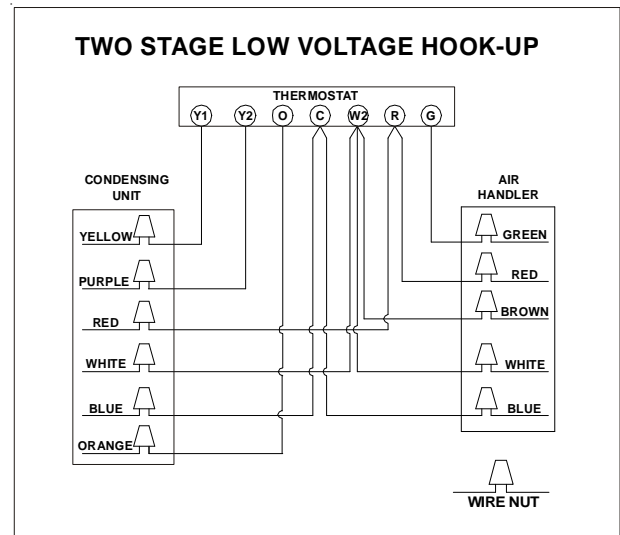 TWO STAGE LOW VOLTAGE HOOK-UP
THERMOSTAT
Y1 Y2 O C W2 R G
CONDENSING
UNIT
YELLOW
PURPLE
RED
WHITE
BLUE
ORANGE
AIR
HANDLER
GREEN
RED
BROWN
WHITE
BLUE
WIRE NUT